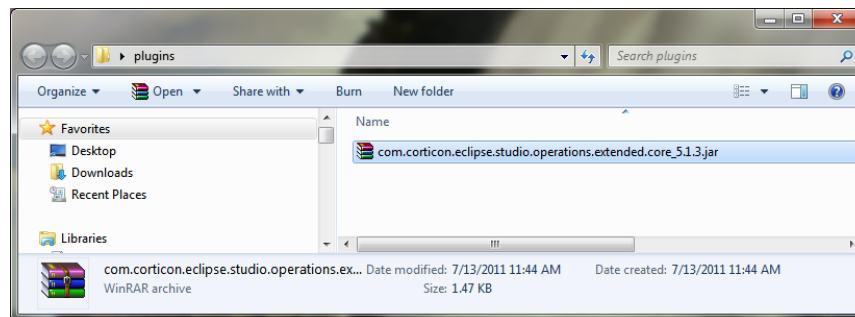 plugins
Search plugins
Organize Open Share with Burn New folder
Favorites
Desktop
Downloads
Recent Places
Libraries
Name
com.corticon.eclipse.studio.operations.extended.core_5.1.3.jar
com.corticon.eclipse.studio.operations.ex... Date modified: 7/13/2011 11:44 AM Date created: 7/13/2011 11:44 AM
WinRAR archive Size: 1.47 KB